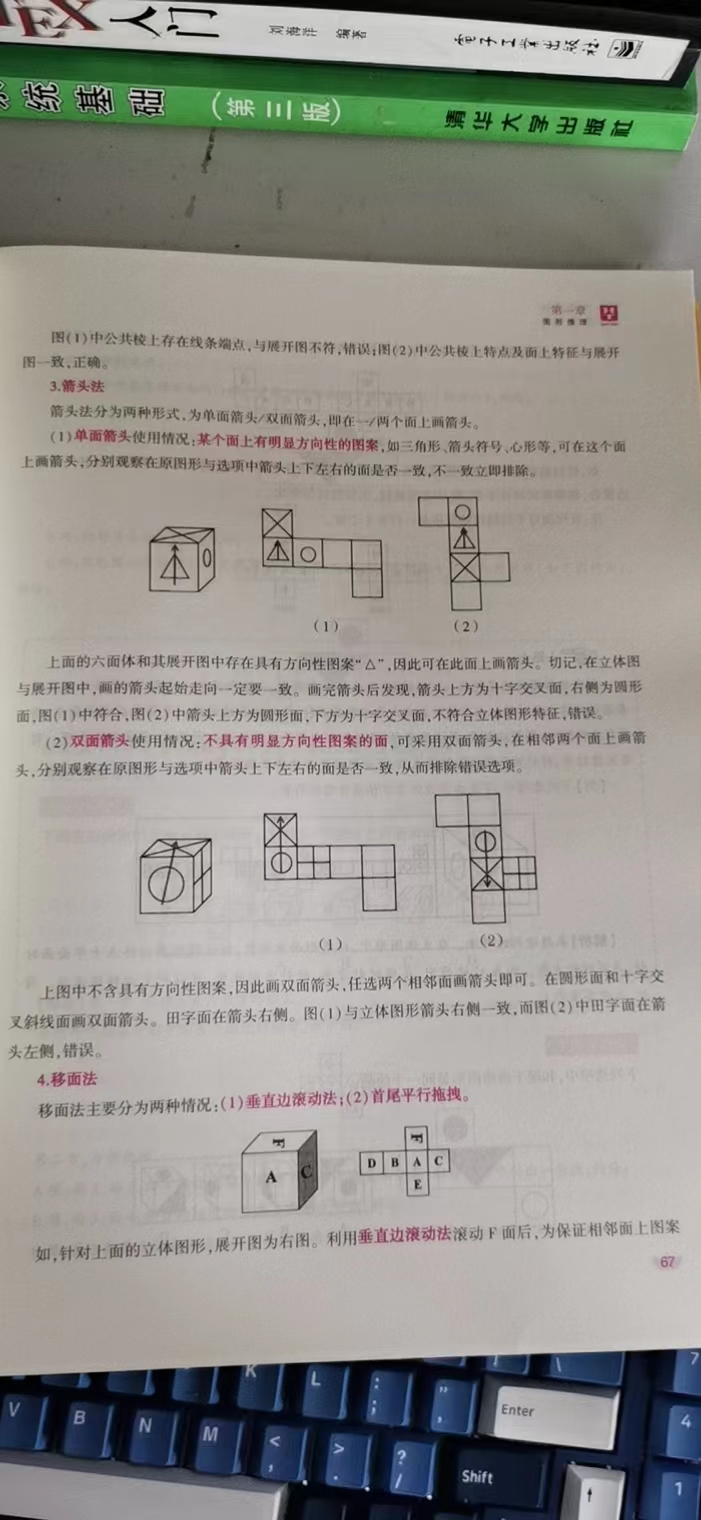 EX人门
刘海洋 编著
电子工业出版社
统基础
(第三版)
清华大学出版社
第一章
图形推理
图(1)中公共棱上存在线条端点,与展开图不符,错误;图(2)中公共棱上特点及面上特征与展开
图一致,正确。
3.箭头法
箭头法分为两种形式,为单面箭头/双面箭头,即在一/两个面上画箭头。
(1)单面箭头使用情况:某个面上有明显方向性的图案,如三角形、箭头符号、心形等,可在这个面
上画箭头,分别观察在原图形与选项中箭头上下左右的面是否一致,不一致立即排除。
(1)
(2)
上面的六面体和其展开图中存在具有方向性图案“△”,因此可在此面上画箭头。切记,在立体图
与展开图中,画的箭头起始走向一定要一致。画完箭头后发现,箭头上方为十字交叉面,右侧为圆形
面,图(1)中符合,图(2)中箭头上方为圆形面,下方为十字交叉面,不符合立体图形特征,错误。
(2)双面箭头使用情况:不具有明显方向性图案的面,可采用双面箭头,在相邻两个面上画箭
头,分别观察在原图形与选项中箭头上下左右的面是否一致,从而排除错误选项。
(1)
(2)
上图中不含具有方向性图案,因此画双面箭头,任选两个相邻面画箭头即可。在圆形面和十字交
叉斜线面画双面箭头。田字面在箭头右侧。图(1)与立体图形箭头右侧一致,而图(2)中田字面在箭
头左侧,错误。
4.移面法
移面法主要分为两种情况:(1)垂直边滚动法;(2)首尾平行拖拽。
F
A
C
F
D B A C
E
如,针对上面的立体图形,展开图为右图。利用垂直边滚动法滚动F面后,为保证相邻面上图案
67
K
L
:
;
"
,
Enter
\
7
V
B
N
M
<
,
>
.
?
/
Shift
↑
4
1